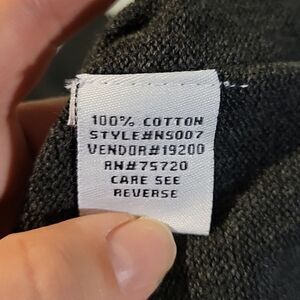 100% COTTON
STYLE#NS007
VENDOR#19200
RN#75720
CARE SEE
REVERSE